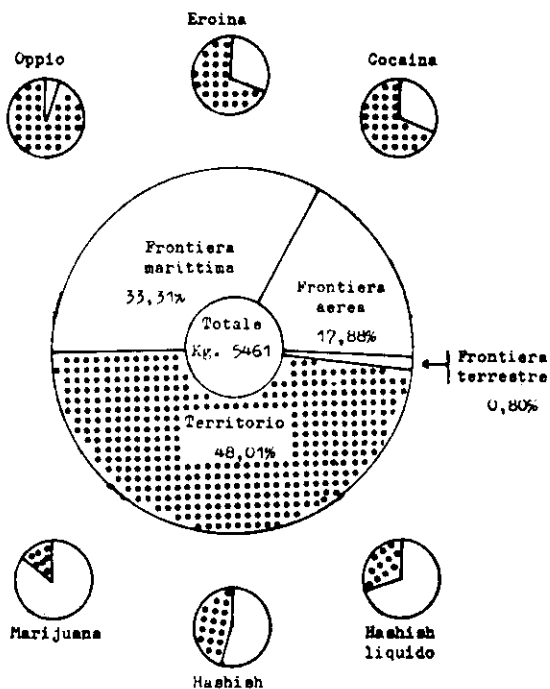 Eroina
Oppio
Cocaina
Frontiera
marittima
33,31%
Frontiera
aerea
17,88%
Totale
Kg. 5461
Frontiera
terrestre
0,80%
Territorio
48,01%
Marijuana
Hashish
Hashish
liquido